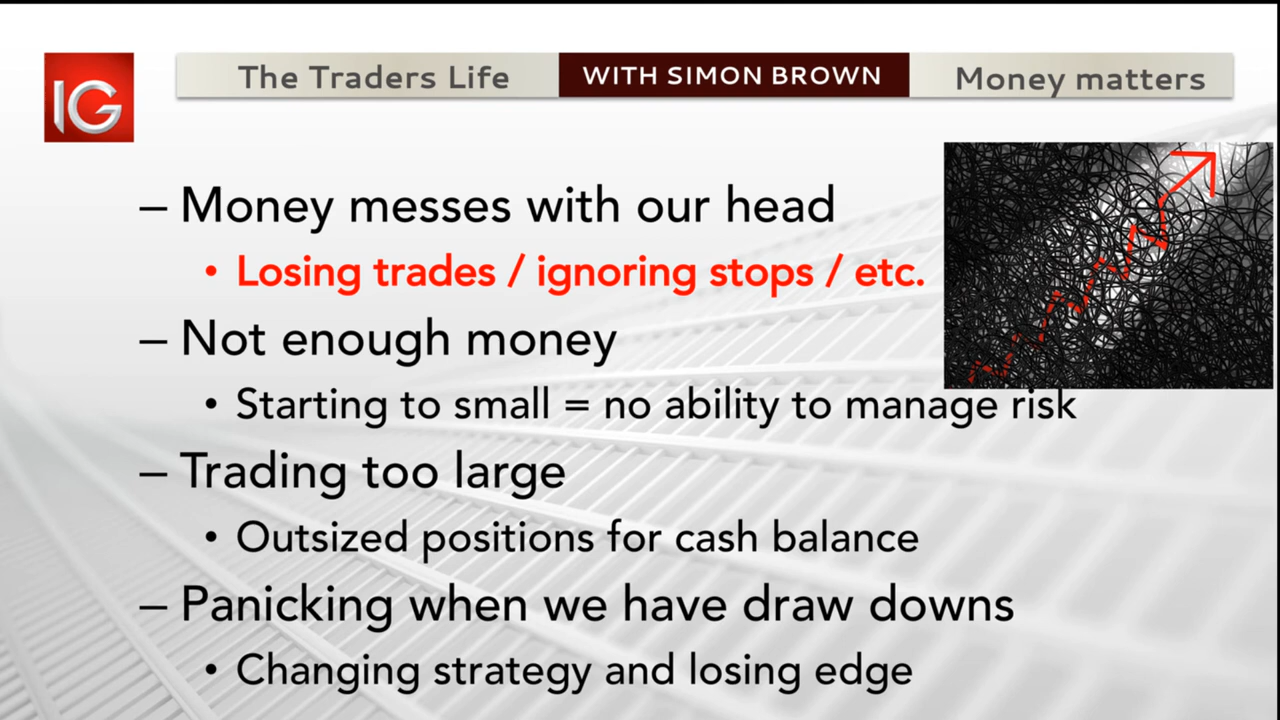 IG
The Traders Life
WITH SIMON BROWN
Money matters
– Money messes with our head
• Losing trades / ignoring stops / etc.
– Not enough money
• Starting to small = no ability to manage risk
– Trading too large
• Outsized positions for cash balance
– Panicking when we have draw downs
• Changing strategy and losing edge